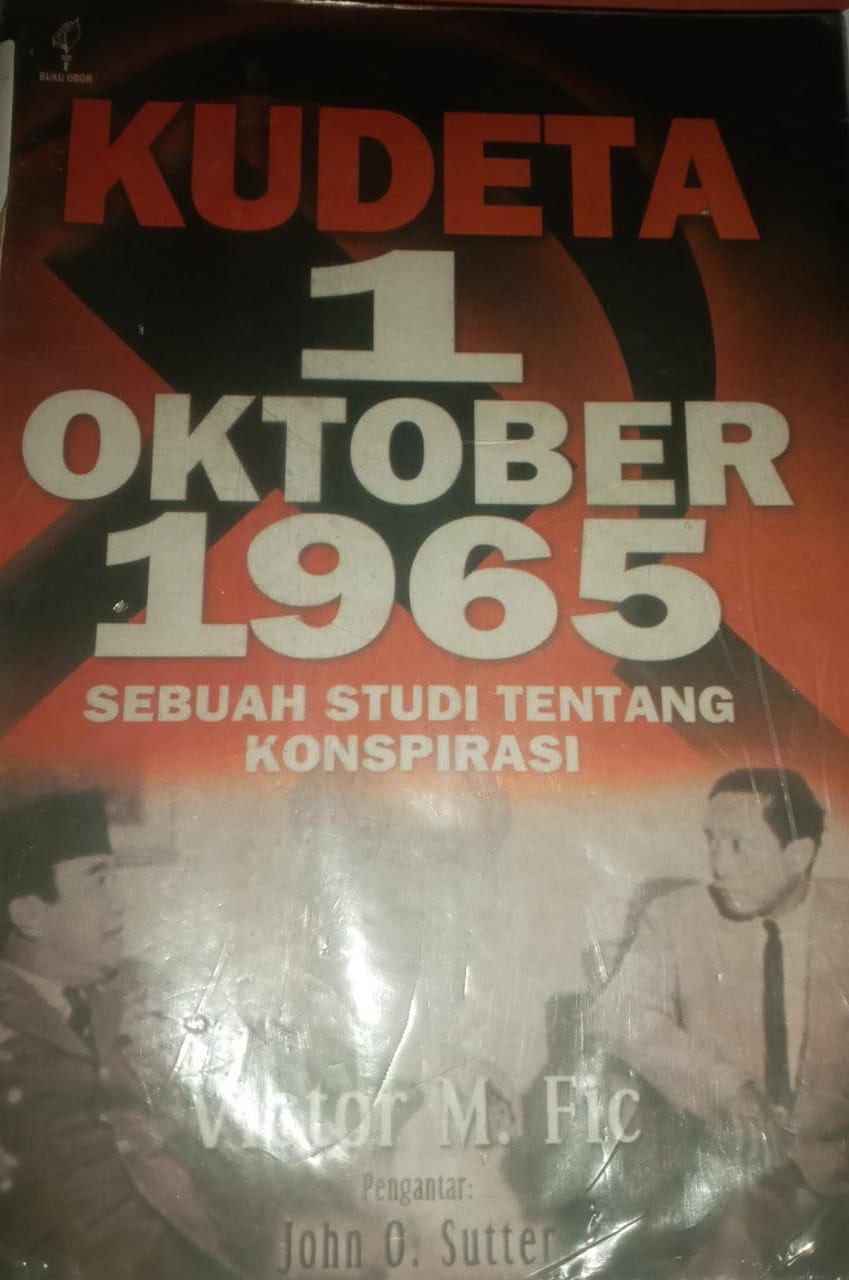 BUKU OBOR
KUDETA
1
OKTOBER
1965
SEBUAH STUDI TENTANG
KONSPIRASI
Victor M. Fic
Pengantar:
John O. Sutter